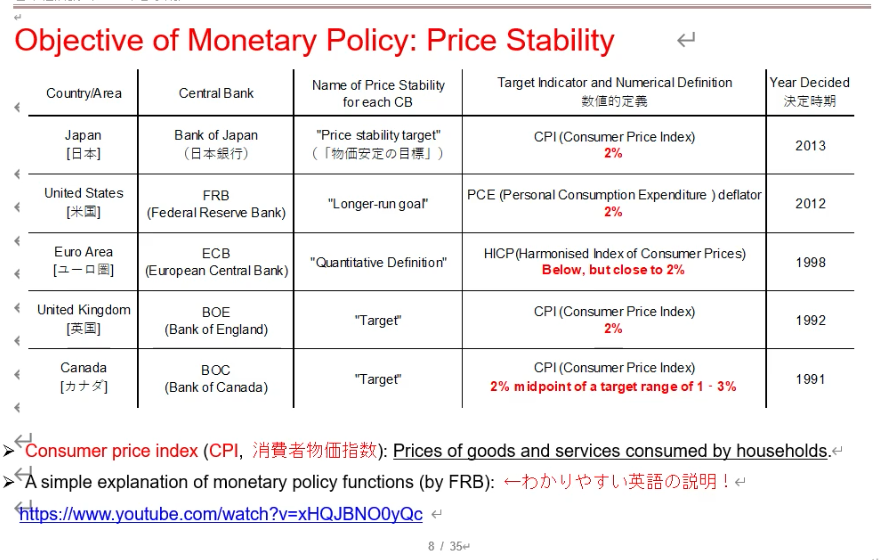 Objective of Monetary Policy: Price Stability
Country/Area
Central Bank
Name of Price Stability
for each CB
Target Indicator and Numerical Definition
数値的定義
Year Decided
決定時期
Japan
[日本]
Bank of Japan
（日本銀行）
"Price stability target"
（「物価安定の目標」）
CPI (Consumer Price Index)
2%
2013
United States
[米国]
FRB
(Federal Reserve Bank)
"Longer-run goal"
PCE (Personal Consumption Expenditure ) deflator
2%
2012
Euro Area
[ユーロ圏]
ECB
(European Central Bank)
"Quantitative Definition"
HICP(Harmonised Index of Consumer Prices)
Below, but close to 2%
1998
United Kingdom
[英国]
BOE
(Bank of England)
"Target"
CPI (Consumer Price Index)
2%
1992
Canada
[カナダ]
BOC
(Bank of Canada)
"Target"
CPI (Consumer Price Index)
2% midpoint of a target range of 1 - 3%
1991
Consumer price index (CPI, 消費者物価指数): Prices of goods and services consumed by households.
A simple explanation of monetary policy functions (by FRB): ←わかりやすい英語の説明！
https://www.youtube.com/watch?v=xHQJBNO0yQc
8 / 35